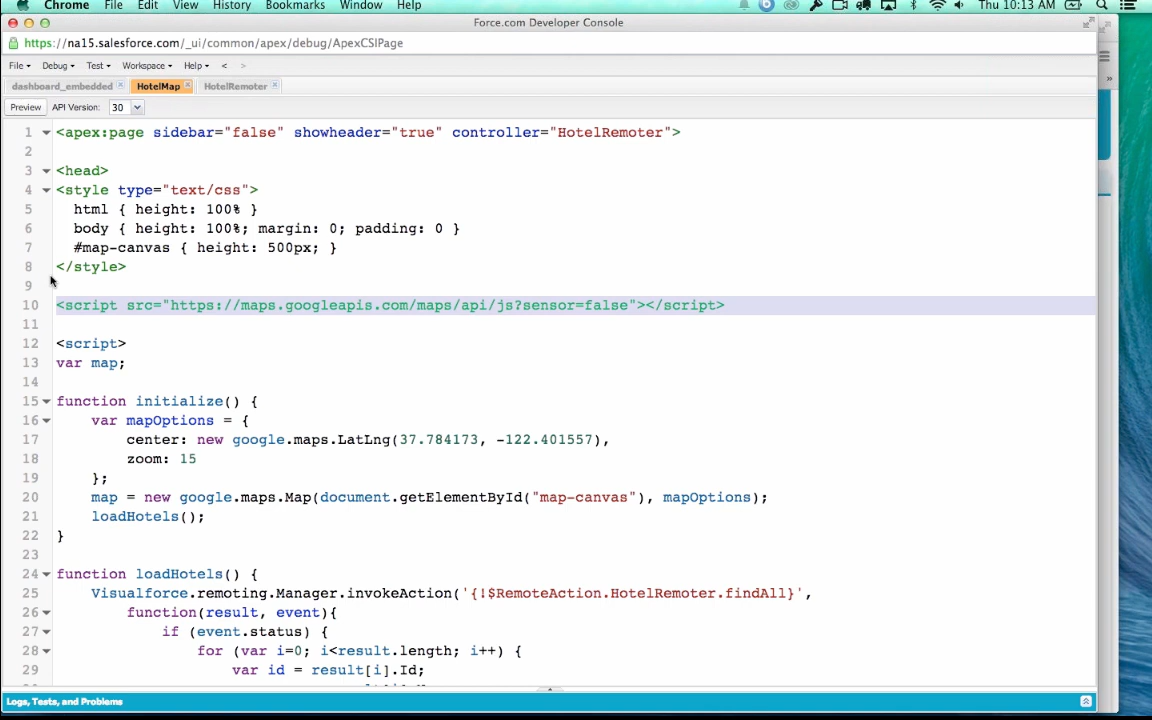 Chrome File Edit View History Bookmarks Window Help Thu 10:13 AM
Force.com Developer Console
https://na15.salesforce.com/_ui/common/apex/debug/ApexCSIPage
File Debug Test Workspace Help < >
dashboard_embedded HotelMap HotelRemoter
Preview API Version: 30
1 <apex:page sidebar="false" showheader="true" controller="HotelRemoter">
2
3 <head>
4 <style type="text/css">
5 html { height: 100% }
6 body { height: 100%; margin: 0; padding: 0 }
7 #map-canvas { height: 500px; }
8 </style>
9
10 <script src="https://maps.googleapis.com/maps/api/js?sensor=false"></script>
11
12 <script>
13 var map;
14
15 function initialize() {
16 var mapOptions = {
17 center: new google.maps.LatLng(37.784173, -122.401557),
18 zoom: 15
19 };
20 map = new google.maps.Map(document.getElementById("map-canvas"), mapOptions);
21 loadHotels();
22 }
23
24 function loadHotels() {
25 Visualforce.remoting.Manager.invokeAction('{!$RemoteAction.HotelRemoter.findAll}',
26 function(result, event){
27 if (event.status) {
28 for (var i=0; i<result.length; i++) {
29 var id = result[i].Id;
Logs, Tests, and Problems